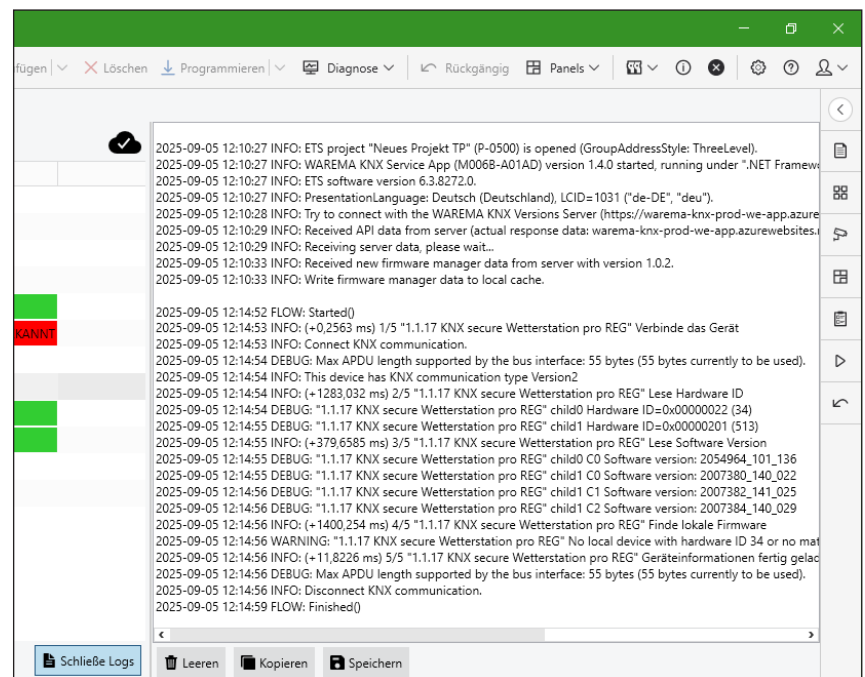 fügen Löschen Programmieren Diagnose Rückgängig Panels
2025-09-05 12:10:27 INFO: ETS project "Neues Projekt TP" (P-0500) is opened (GroupAddressStyle: ThreeLevel).
2025-09-05 12:10:27 INFO: WAREMA KNX Service App (M006B-A01AD) version 1.4.0 started, running under ".NET Framew
2025-09-05 12:10:27 INFO: ETS software version 6.3.8272.0.
2025-09-05 12:10:27 INFO: PresentationLanguage: Deutsch (Deutschland), LCID=1031 ("de-DE", "deu").
2025-09-05 12:10:28 INFO: Try to connect with the WAREMA KNX Versions Server (https://warema-knx-prod-we-app.azure
2025-09-05 12:10:29 INFO: Received API data from server (actual response data: warema-knx-prod-we-app.azurewebsites.
2025-09-05 12:10:29 INFO: Receiving server data, please wait...
2025-09-05 12:10:33 INFO: Received new firmware manager data from server with version 1.0.2.
2025-09-05 12:10:33 INFO: Write firmware manager data to local cache.
2025-09-05 12:14:52 FLOW: Started()
2025-09-05 12:14:53 INFO: (+0,2563 ms) 1/5 "1.1.17 KNX secure Wetterstation pro REG" Verbinde das Gerät
KANNT
2025-09-05 12:14:53 INFO: Connect KNX communication.
2025-09-05 12:14:54 DEBUG: Max APDU length supported by the bus interface: 55 bytes (55 bytes currently to be used).
2025-09-05 12:14:54 INFO: This device has KNX communication type Version2
2025-09-05 12:14:54 INFO: (+1283,032 ms) 2/5 "1.1.17 KNX secure Wetterstation pro REG" Lese Hardware ID
2025-09-05 12:14:54 DEBUG: "1.1.17 KNX secure Wetterstation pro REG" child0 Hardware ID=0x00000022 (34)
2025-09-05 12:14:55 DEBUG: "1.1.17 KNX secure Wetterstation pro REG" child1 Hardware ID=0x00000201 (513)
2025-09-05 12:14:55 INFO: (+379,6585 ms) 3/5 "1.1.17 KNX secure Wetterstation pro REG" Lese Software Version
2025-09-05 12:14:55 DEBUG: "1.1.17 KNX secure Wetterstation pro REG" child0 C0 Software version: 2054964_101_136
2025-09-05 12:14:55 DEBUG: "1.1.17 KNX secure Wetterstation pro REG" child1 C0 Software version: 2007380_140_022
2025-09-05 12:14:56 DEBUG: "1.1.17 KNX secure Wetterstation pro REG" child1 C1 Software version: 2007382_141_025
2025-09-05 12:14:56 DEBUG: "1.1.17 KNX secure Wetterstation pro REG" child1 C2 Software version: 2007384_140_029
2025-09-05 12:14:56 INFO: (+1400,254 ms) 4/5 "1.1.17 KNX secure Wetterstation pro REG" Finde lokale Firmware
2025-09-05 12:14:56 WARNING: "1.1.17 KNX secure Wetterstation pro REG" No local device with hardware ID 34 or no mat
2025-09-05 12:14:56 INFO: (+11,8226 ms) 5/5 "1.1.17 KNX secure Wetterstation pro REG" Geräteinformationen fertig gelad
2025-09-05 12:14:56 DEBUG: Max APDU length supported by the bus interface: 55 bytes (55 bytes currently to be used).
2025-09-05 12:14:56 INFO: Disconnect KNX communication.
2025-09-05 12:14:59 FLOW: Finished()
Schließe Logs Leeren Kopieren Speichern